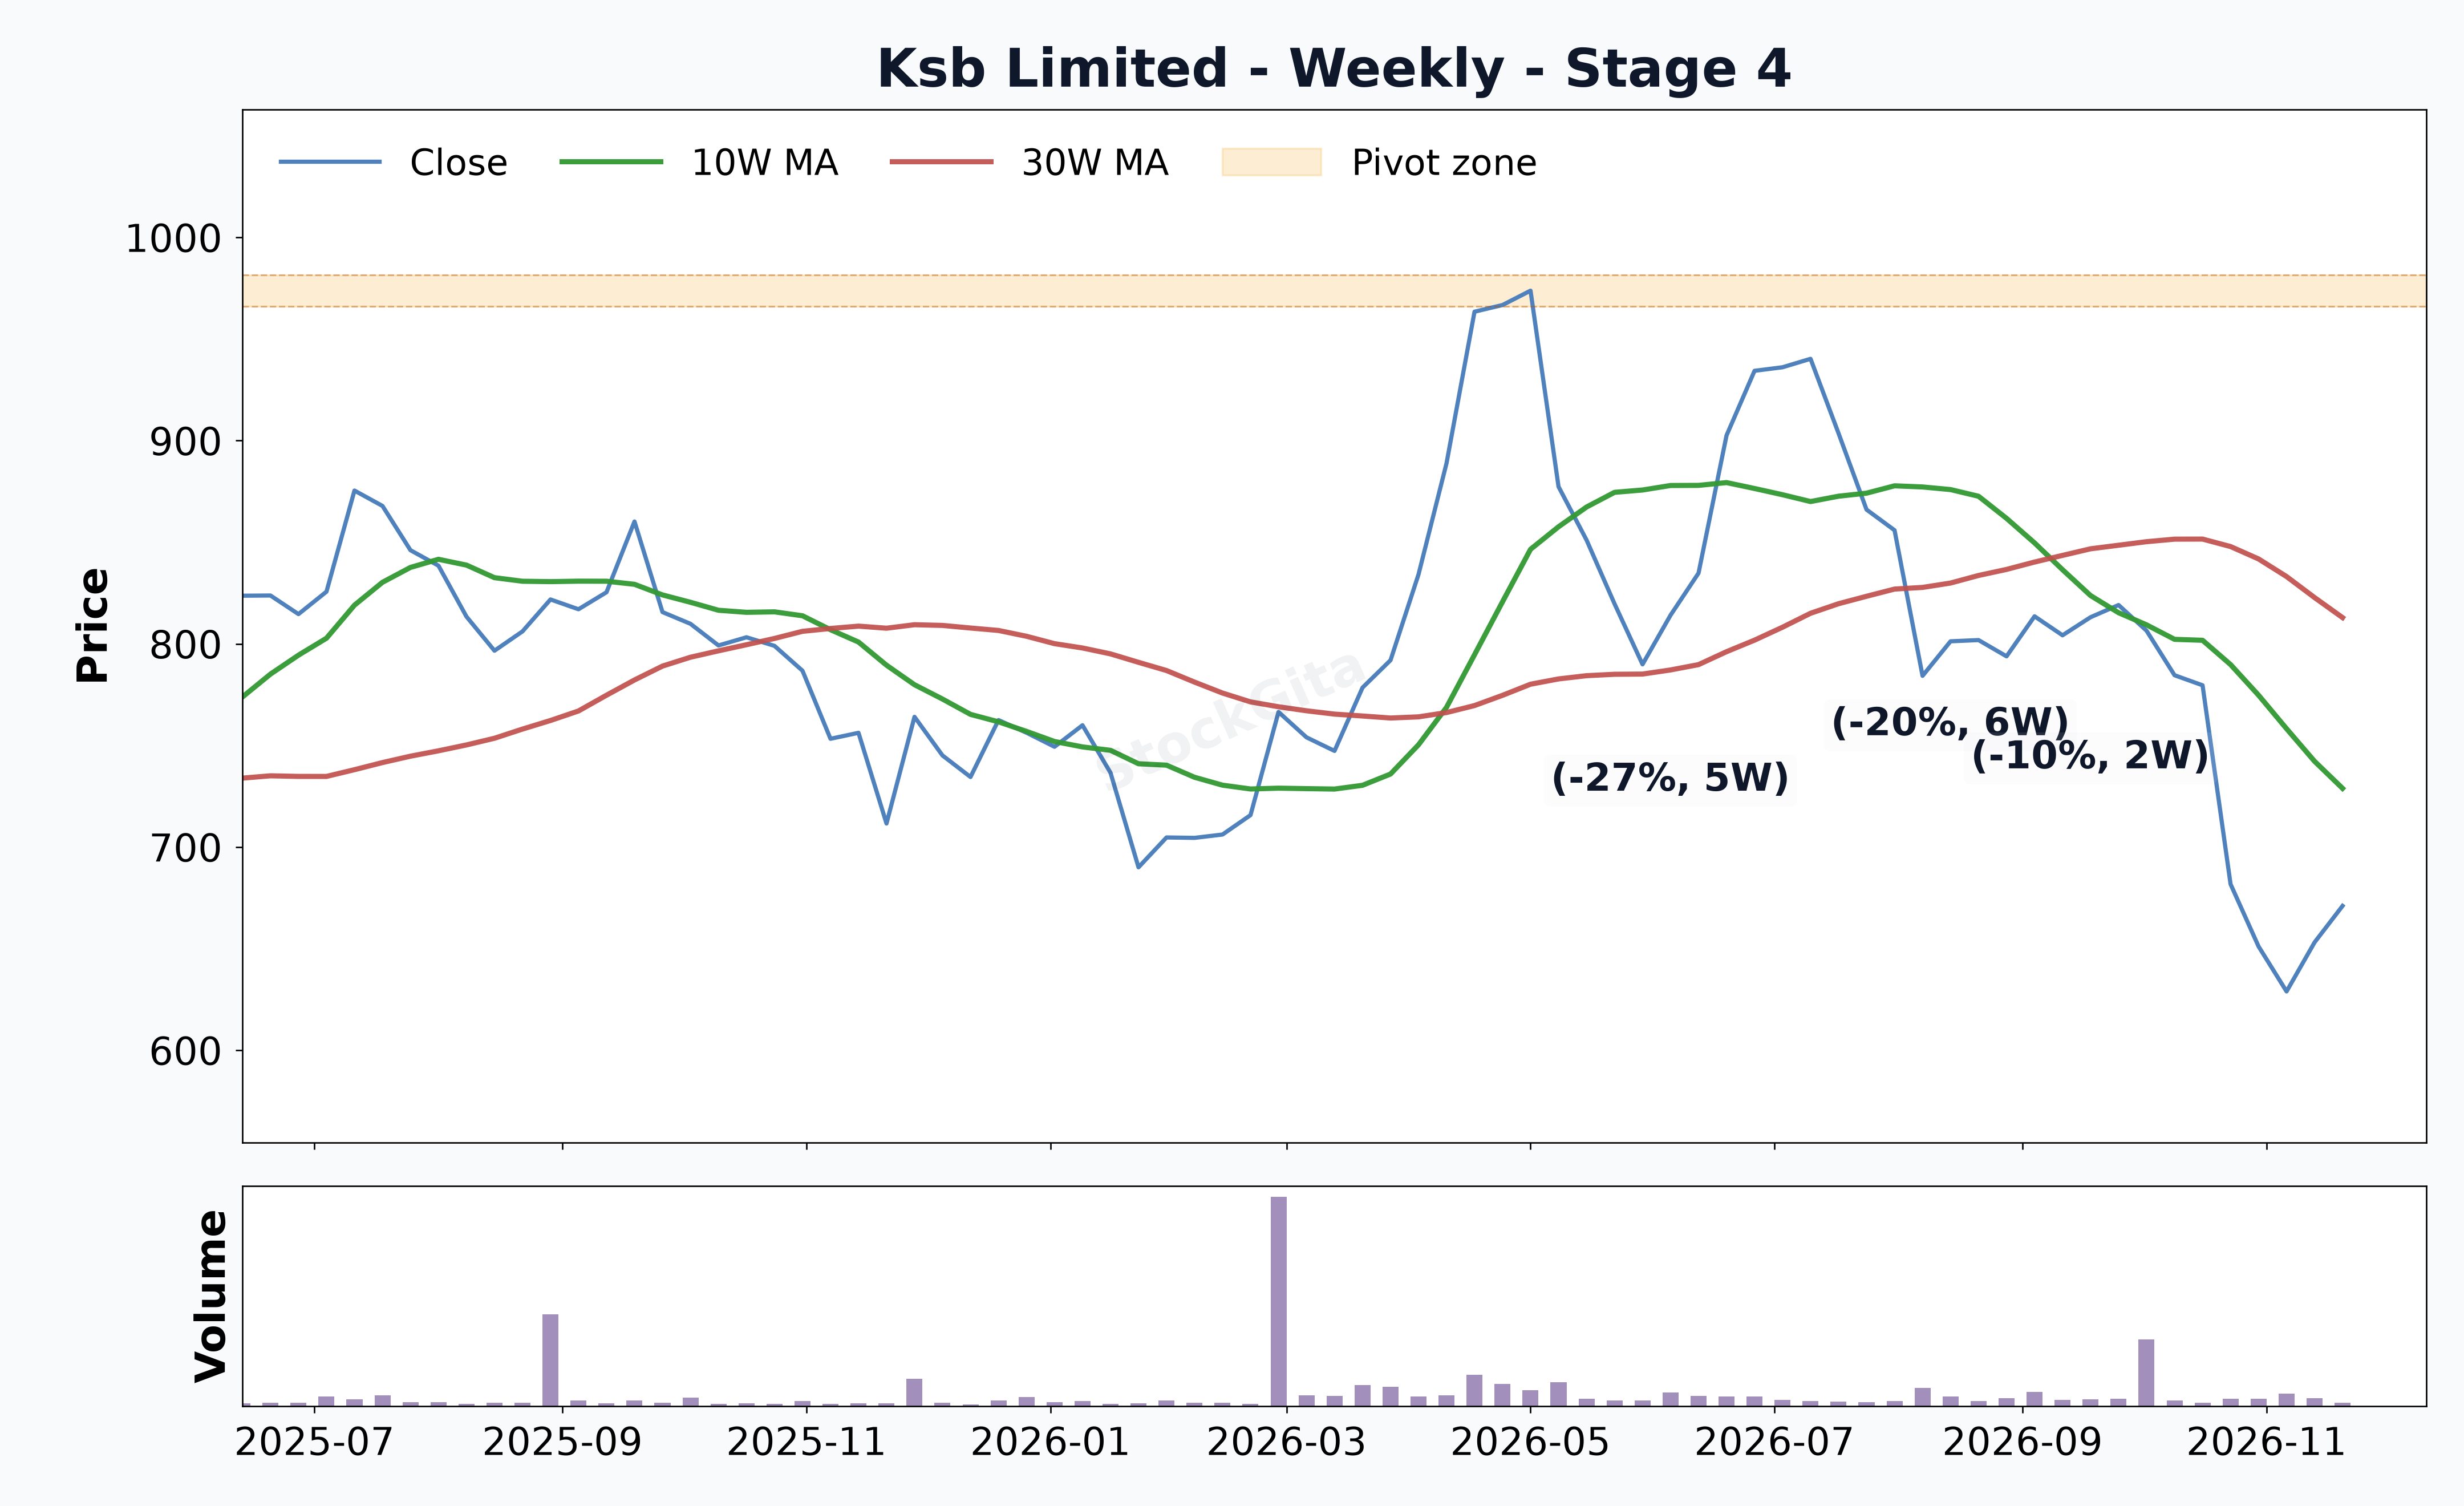 Ksb Limited - Weekly - Stage 4
Close
10W MA
30W MA
Pivot zone
1000
900
800
700
600
Price
StockGita
(-20%, 6W)
(-10%, 2W)
(-27%, 5W)
Volume
2025-07
2025-09
2025-11
2026-01
2026-03
2026-05
2026-07
2026-09
2026-11